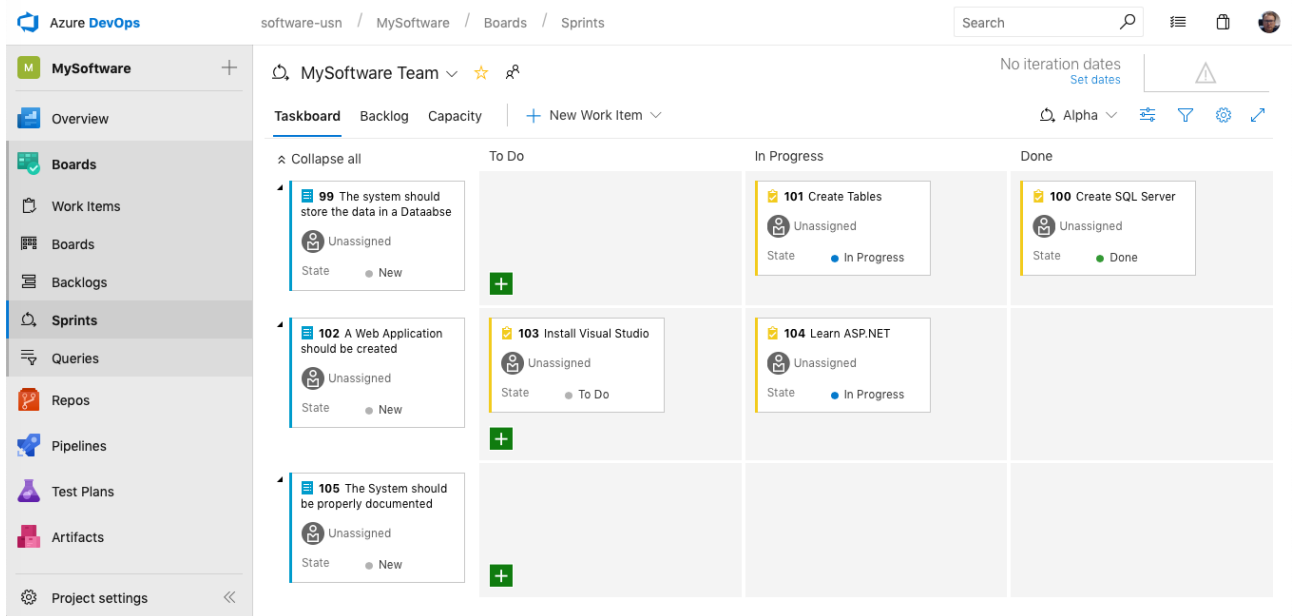 Azure DevOps
software-usn / MySoftware / Boards / Sprints
Search
M MySoftware
Overview
Boards
Work Items
Boards
Backlogs
Sprints
Queries
Repos
Pipelines
Test Plans
Artifacts
Project settings
MySoftware Team
No iteration dates
Set dates
Taskboard Backlog Capacity New Work Item Alpha
Collapse all To Do In Progress Done
99 The system should
store the data in a Dataabse
Unassigned
State New
101 Create Tables
Unassigned
State In Progress
100 Create SQL Server
Unassigned
State Done
102 A Web Application
should be created
Unassigned
State New
103 Install Visual Studio
Unassigned
State To Do
104 Learn ASP.NET
Unassigned
State In Progress
105 The System should
be properly documented
Unassigned
State New